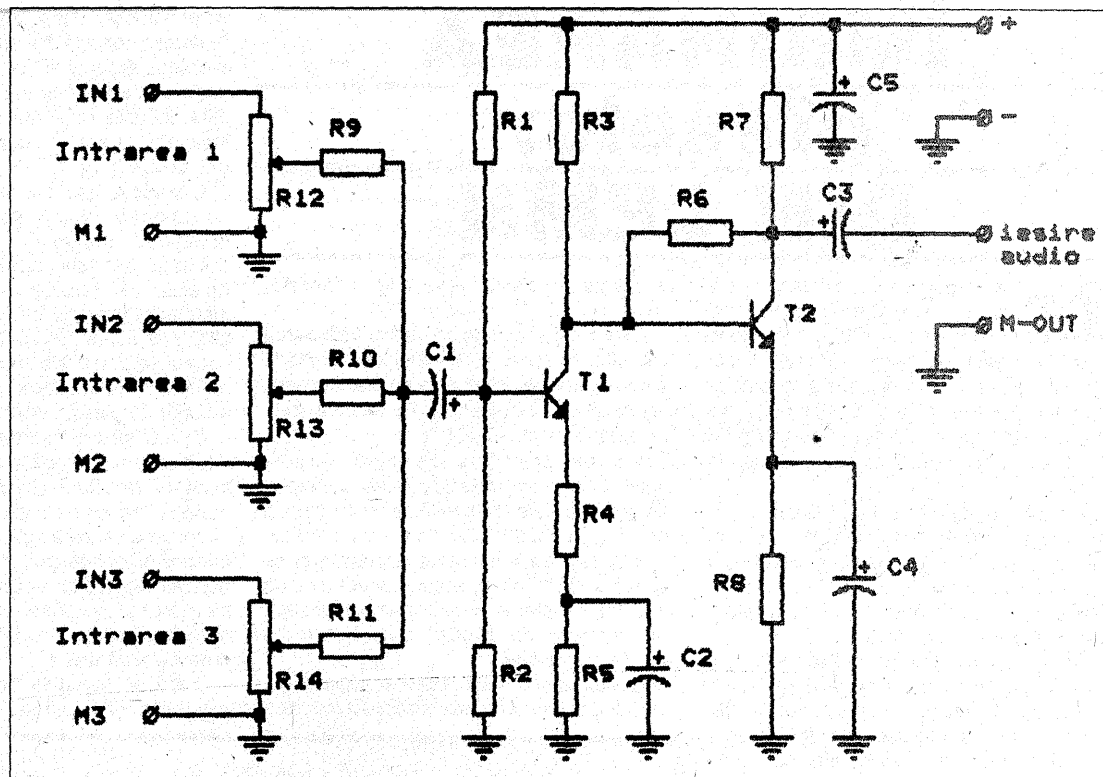 +
IN1
C5
R9
R1
R3
R7
-
Intrarea 1
R12
R6
C3
M1
iesire
audio
IN2
T2
M-OUT
R10
C1
Intrarea 2
T1
R13
M2
R4
IN3
R8
C4
R11
Intrarea 3
R14
R2
R5
C2
M3